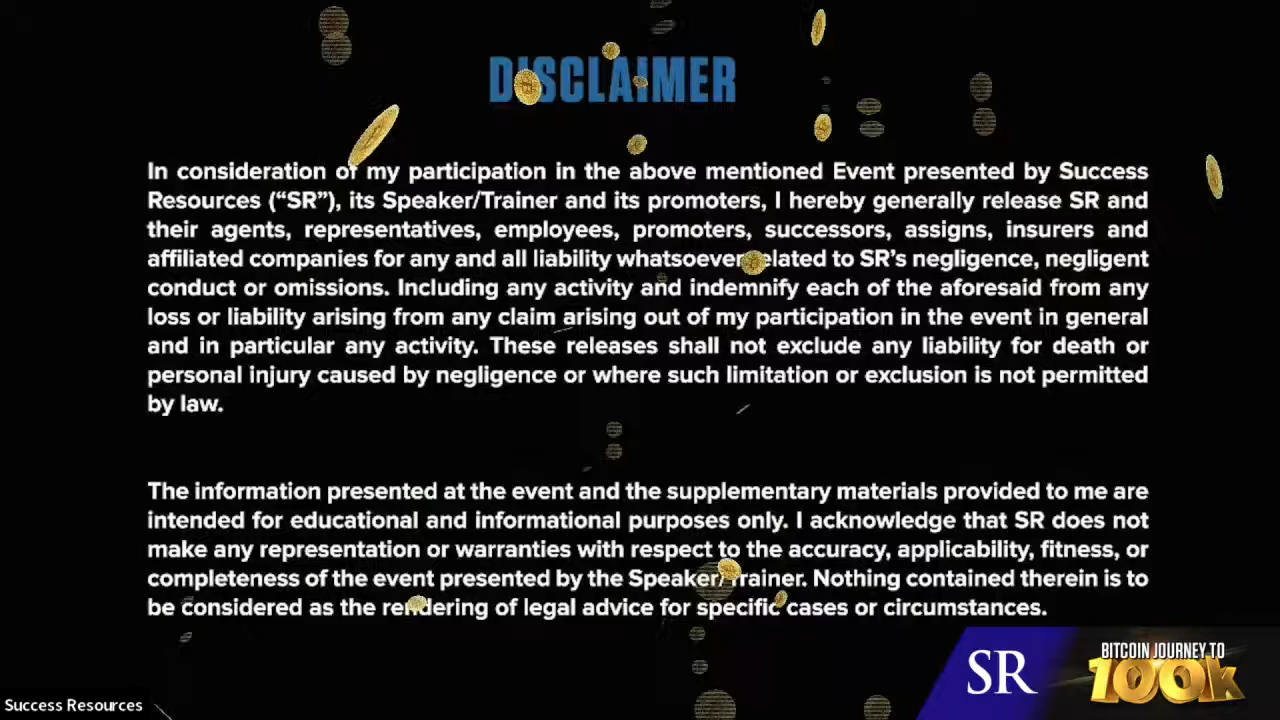 DISCLAIMER
In consideration of my participation in the above mentioned Event presented by Success
Resources (“SR”), its Speaker/Trainer and its promoters, I hereby generally release SR and
their agents, representatives, employees, promoters, successors, assigns, insurers and
affiliated companies for any and all liability whatsoever related to SR’s negligence, negligent
conduct or omissions. Including any activity and indemnify each of the aforesaid from any
loss or liability arising from any claim arising out of my participation in the event in general
and in particular any activity. These releases shall not exclude any liability for death or
personal injury caused by negligence or where such limitation or exclusion is not permitted
by law.
The information presented at the event and the supplementary materials provided to me are
intended for educational and informational purposes only. I acknowledge that SR does not
make any representation or warranties with respect to the accuracy, applicability, fitness, or
completeness of the event presented by the Speaker/Trainer. Nothing contained therein is to
be considered as the rendering of legal advice for specific cases or circumstances.
SR
BITCOIN JOURNEY TO
100k
Success Resources